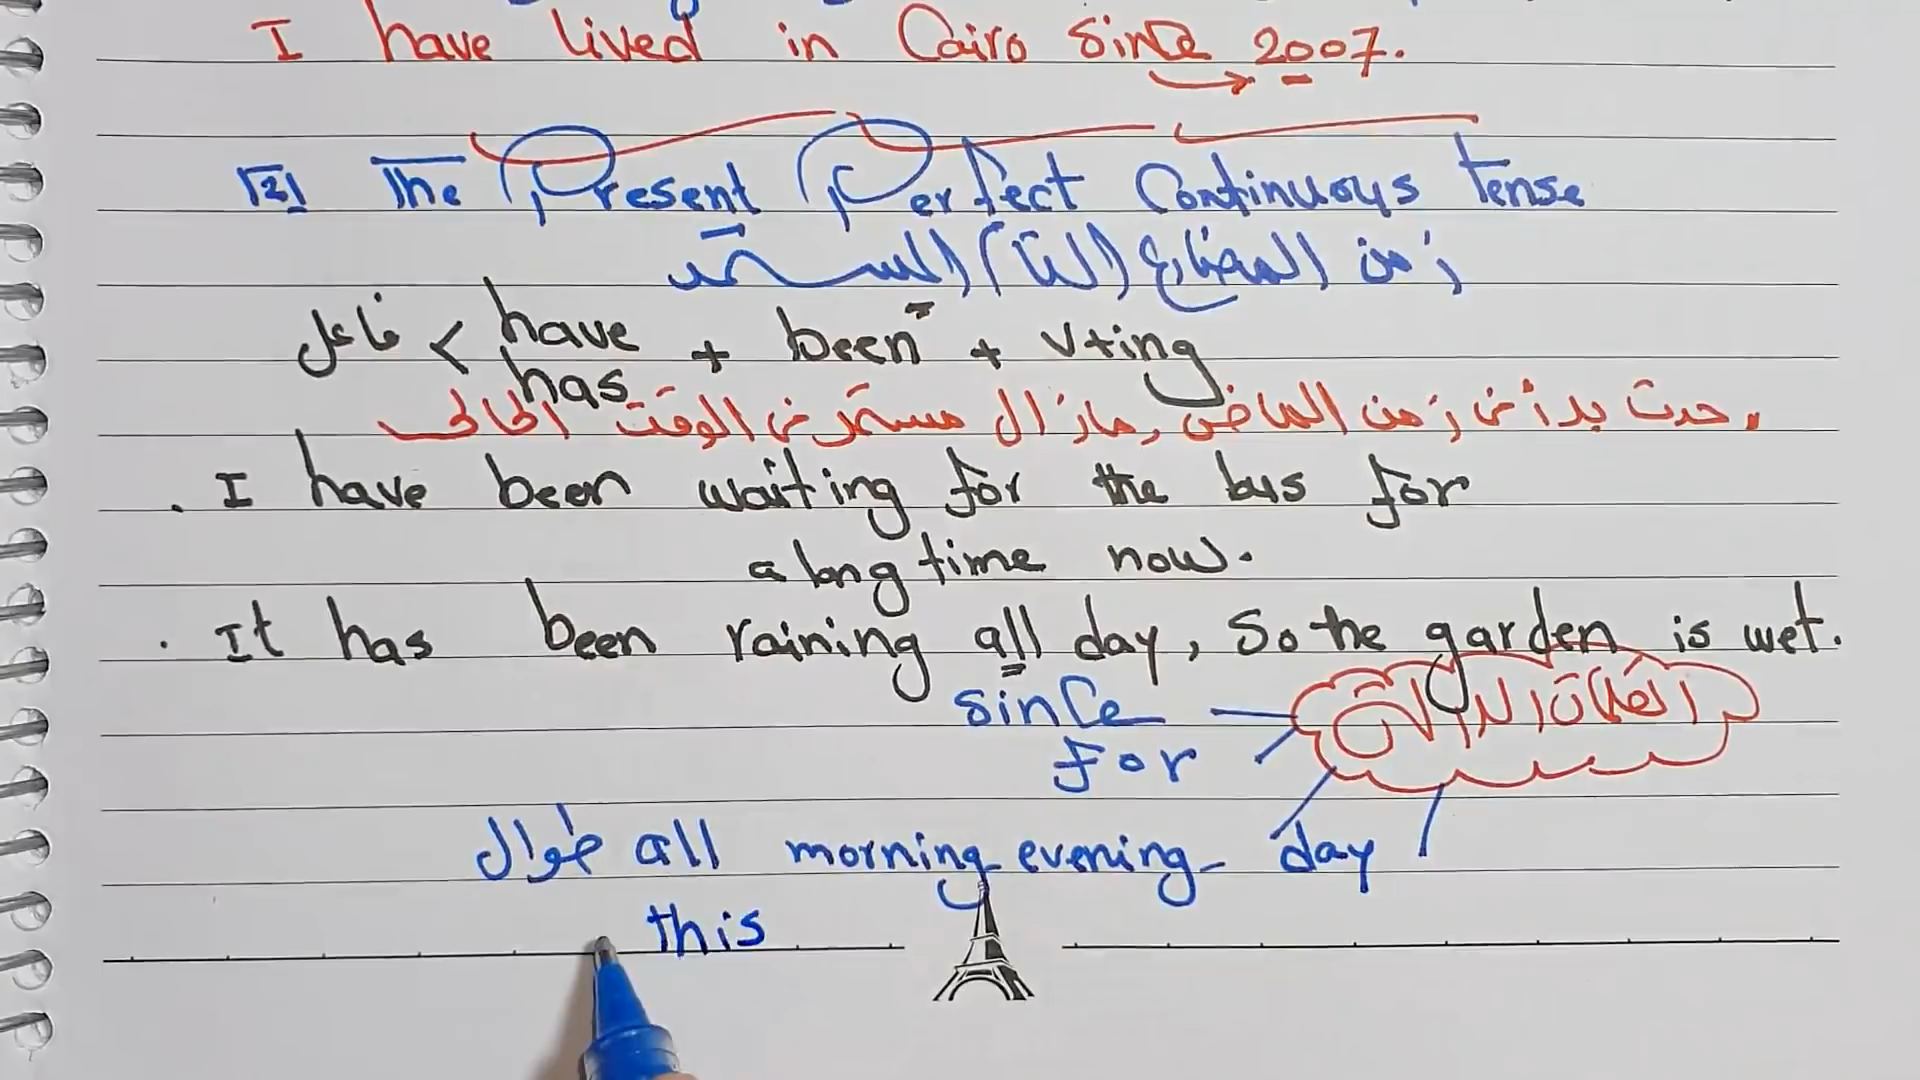 I have lived in Cairo since 2007.
[2] The Present Perfect Continuous tense
زمن المضارع التام المستمر
فاعل < have + been + v+ing
has
. حدث بدأ في زمن الماضي ومازال مستمر في الوقت الحالي
. I have been waiting for the bus for
a long time now.
. It has been raining all day, So the garden is wet.
الكلمات الدالة
since
For
طوال all morning - evening - day
this